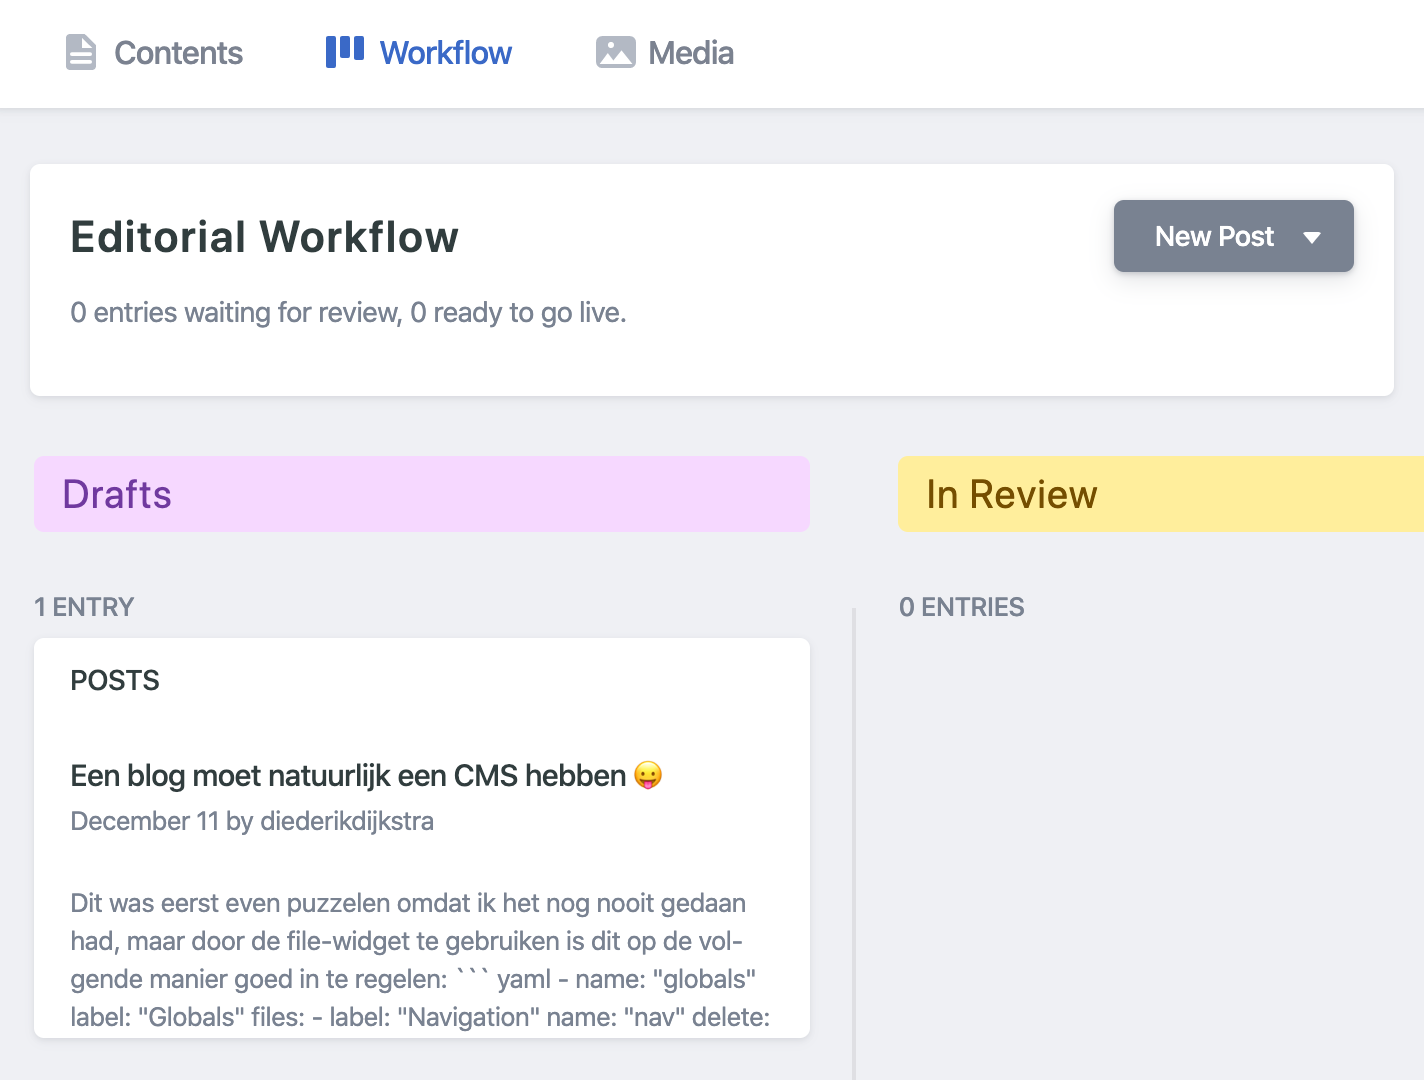 Contents Workflow Media
Editorial Workflow
New Post
0 entries waiting for review, 0 ready to go live.
Drafts
In Review
1 ENTRY
0 ENTRIES
POSTS
Een blog moet natuurlijk een CMS hebben 😛
December 11 by diederikdijkstra
Dit was eerst even puzzelen omdat ik het nog nooit gedaan
had, maar door de file-widget te gebruiken is dit op de vol-
gende manier goed in te regelen: ``` yaml - name: "globals"
label: "Globals" files: - label: "Navigation" name: "nav" delete: